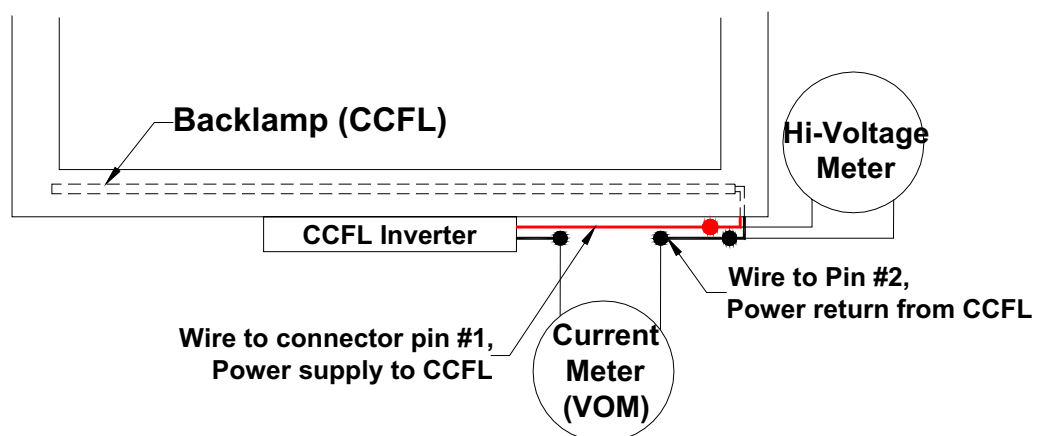 Backlamp (CCFL)
Hi-Voltage
Meter
CCFL Inverter
Wire to Pin #2,
Power return from CCFL
Wire to connector pin #1,
Power supply to CCFL
Current
Meter
(VOM)